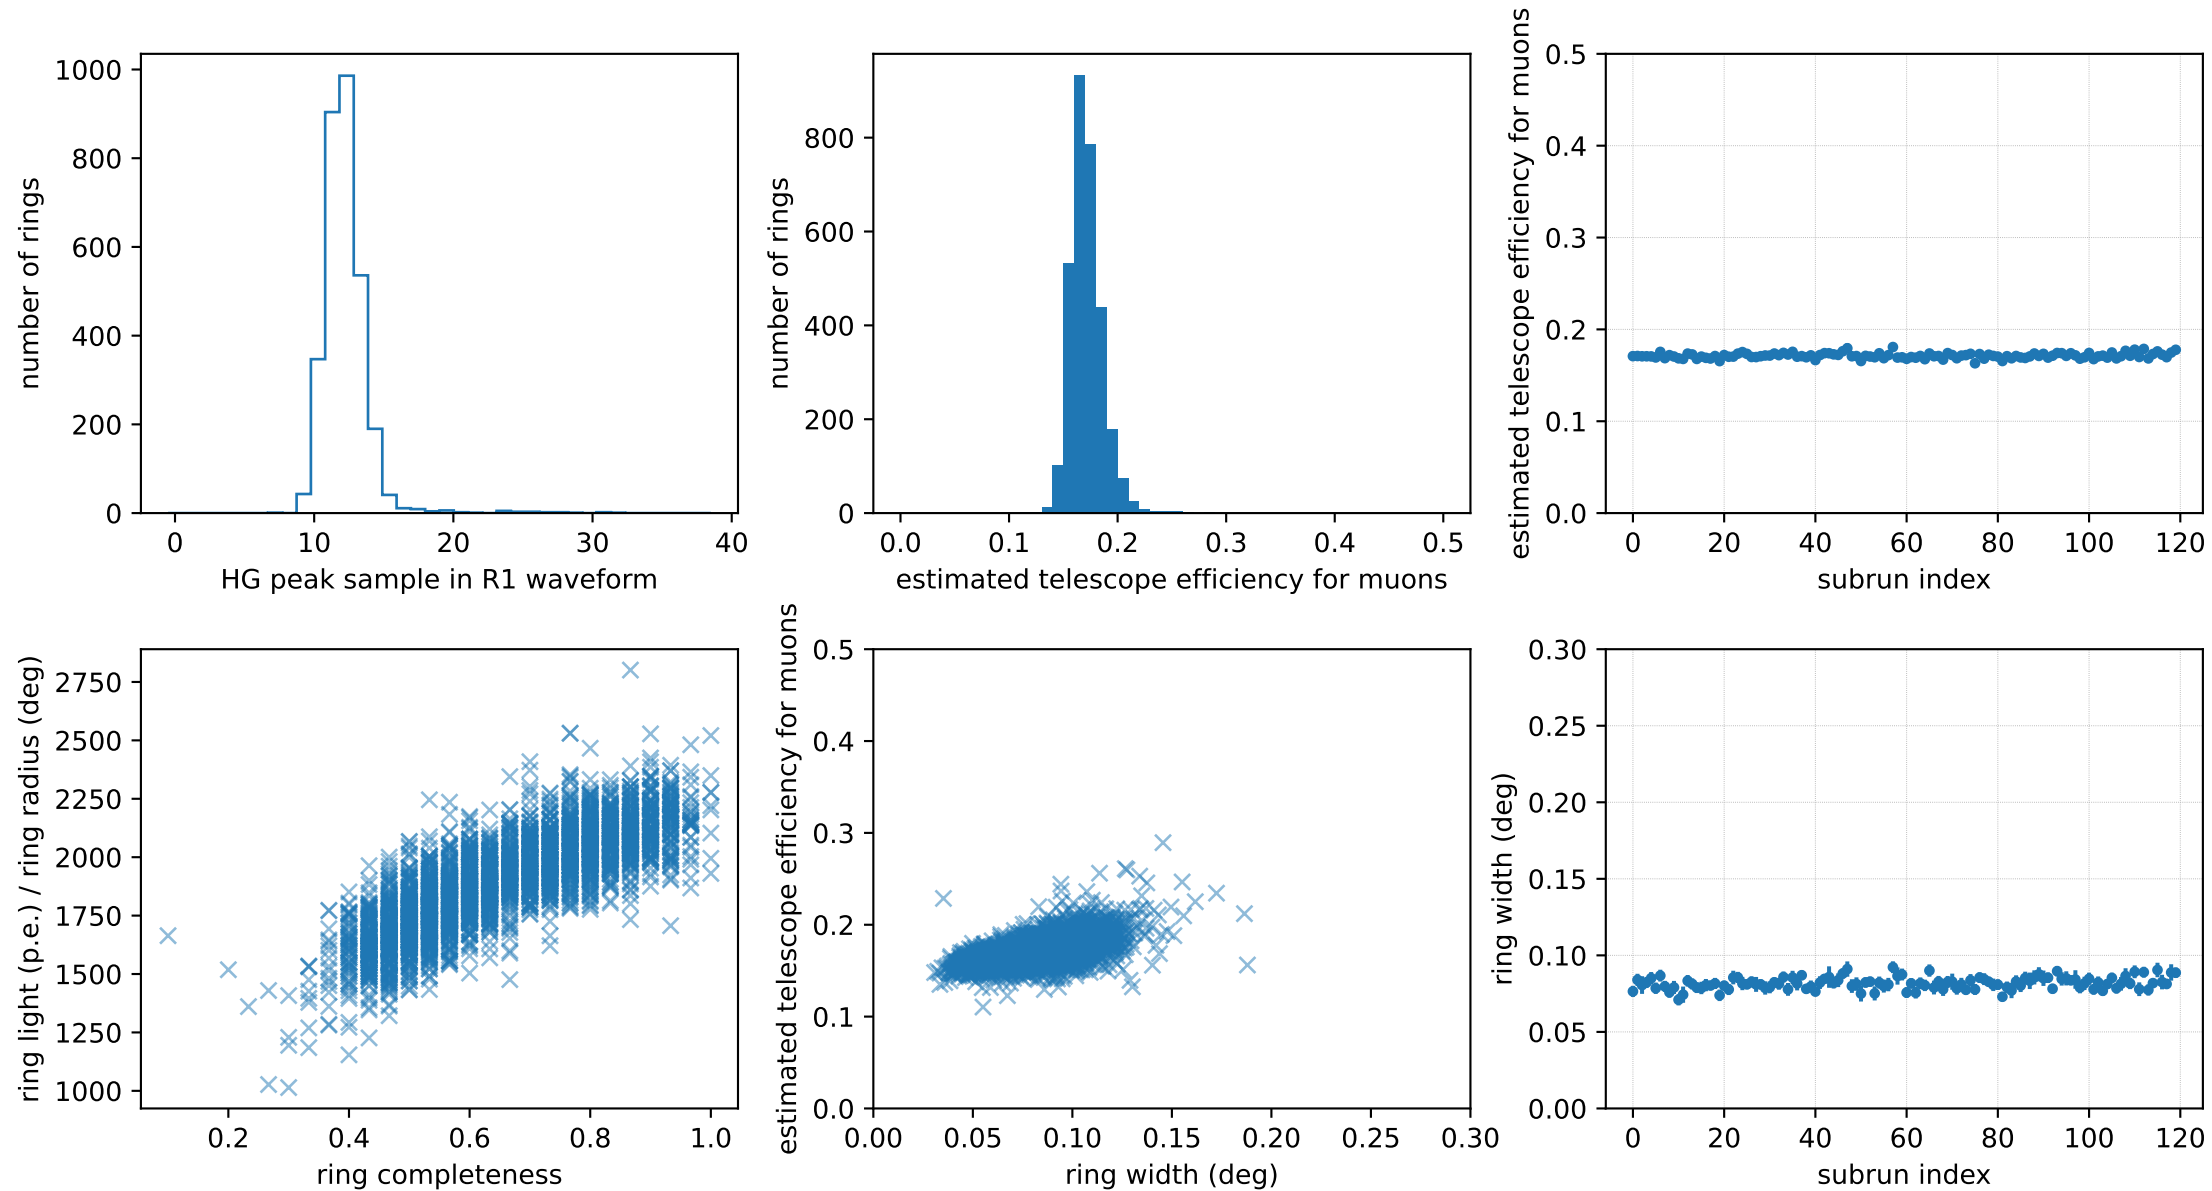 1000
800
600
400
200
0
number of rings
0 10 20 30 40
HG peak sample in R1 waveform
800
600
400
200
0
number of rings
0.0 0.1 0.2 0.3 0.4 0.5
estimated telescope efficiency for muons
0.5
0.4
0.3
0.2
0.1
0.0
estimated telescope efficiency for muons
0 20 40 60 80 100 120
subrun index
2750
2500
2250
2000
1750
1500
1250
1000
ring light (p.e.) / ring radius (deg)
0.2 0.4 0.6 0.8 1.0
ring completeness
0.5
0.4
0.3
0.2
0.1
0.0
estimated telescope efficiency for muons
0.00 0.05 0.10 0.15 0.20 0.25 0.30
ring width (deg)
0.30
0.25
0.20
0.15
0.10
0.05
0.00
ring width (deg)
0 20 40 60 80 100 120
subrun index